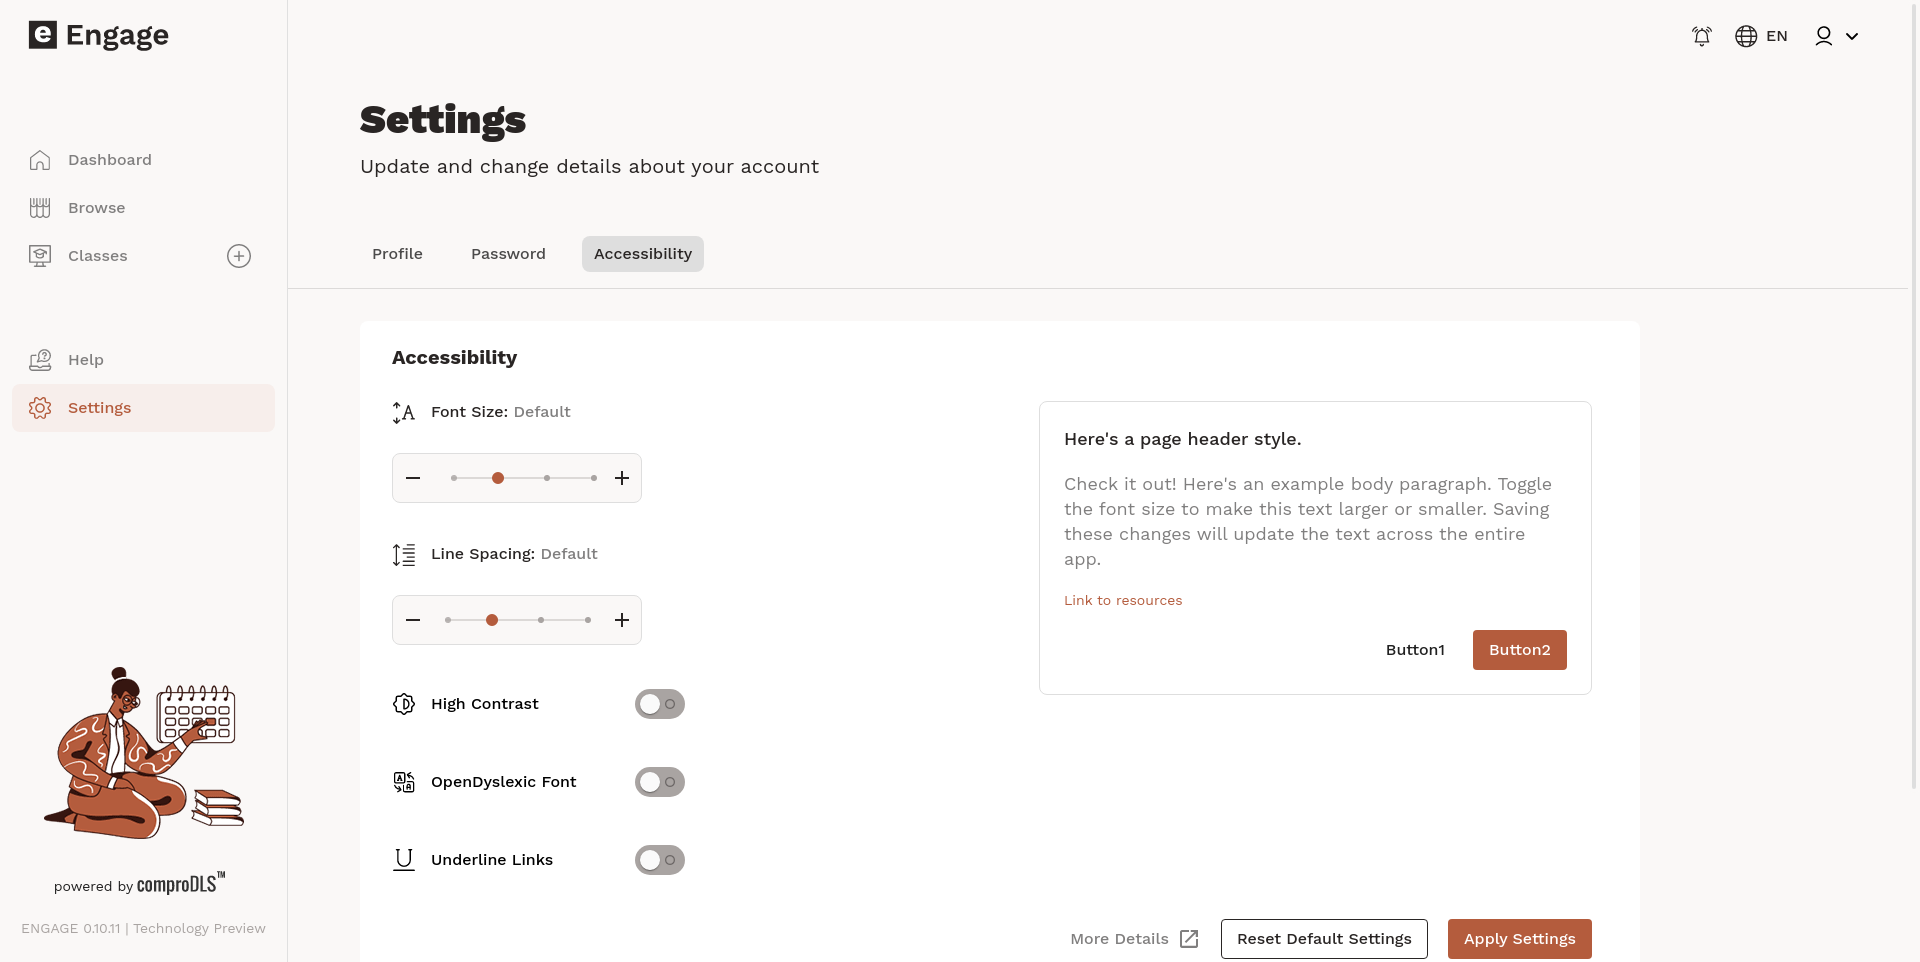 e Engage
EN
Dashboard
Browse
Classes
Help
Settings
powered by comproDLS™
ENGAGE 0.10.11 | Technology Preview
Settings
Update and change details about your account
Profile
Password
Accessibility
Accessibility
Font Size: Default
Line Spacing: Default
High Contrast
OpenDyslexic Font
Underline Links
Here's a page header style.
Check it out! Here's an example body paragraph. Toggle
the font size to make this text larger or smaller. Saving
these changes will update the text across the entire
app.
Link to resources
Button1
Button2
More Details
Reset Default Settings
Apply Settings